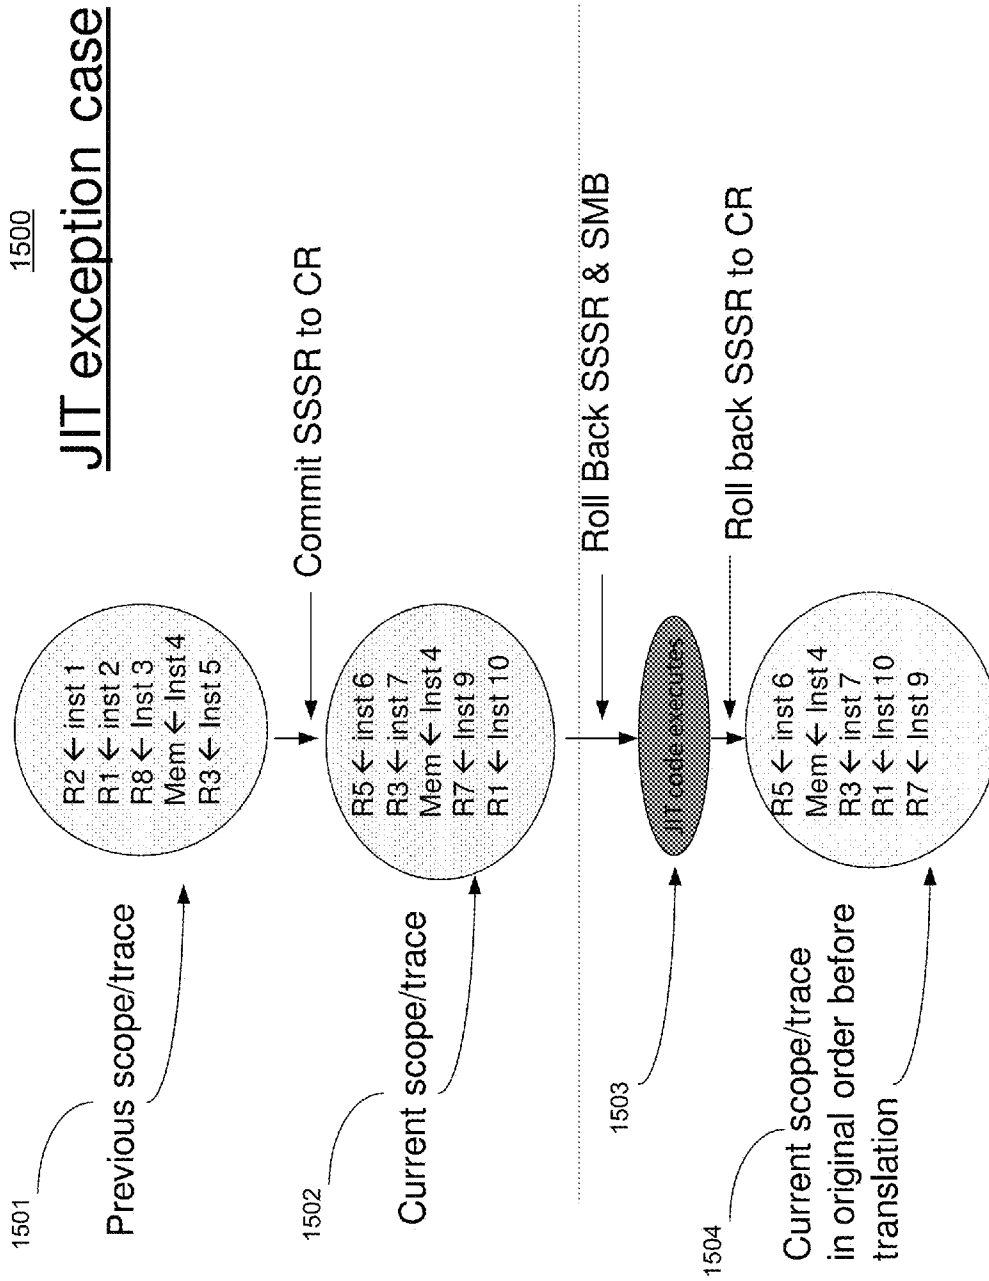 1500
JIT exception case
1501
Previous scope/trace
R2 ← inst 1
R1 ← inst 2
R8 ← Inst 3
Mem ← Inst 4
R3 ← Inst 5
Commit SSSR to CR
1502
Current scope/trace
R5 ← inst 6
R3 ← inst 7
Mem ← Inst 4
R7 ← Inst 9
R1 ← Inst 10
Roll Back SSSR & SMB
1503
JIT code executes
Roll back SSSR to CR
1504
Current scope/trace
in original order before
translation
R5 ← inst 6
Mem ← Inst 4
R3 ← Inst 7
R1 ← Inst 10
R7 ← Inst 9